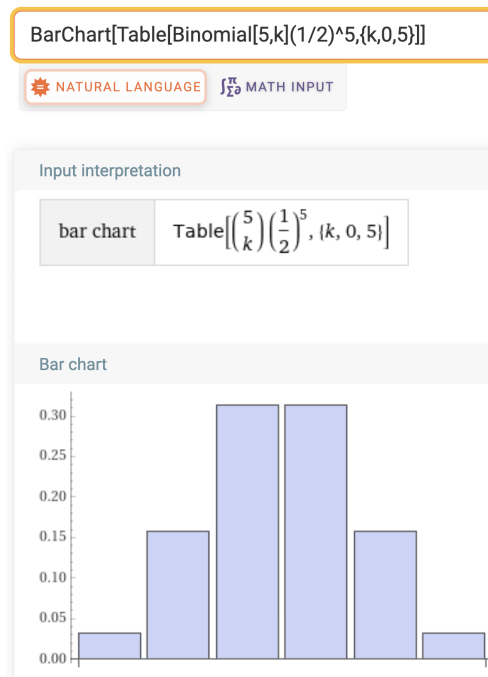 BarChart[Table[Binomial[5,k](1/2)^5,{k,0,5}]]
NATURAL LANGUAGE ∫Σ∂π MATH INPUT
Input interpretation
bar chart Table[(5 k)(1/2)^5, {k, 0, 5}]
Bar chart
0.30
0.25
0.20
0.15
0.10
0.05
0.00